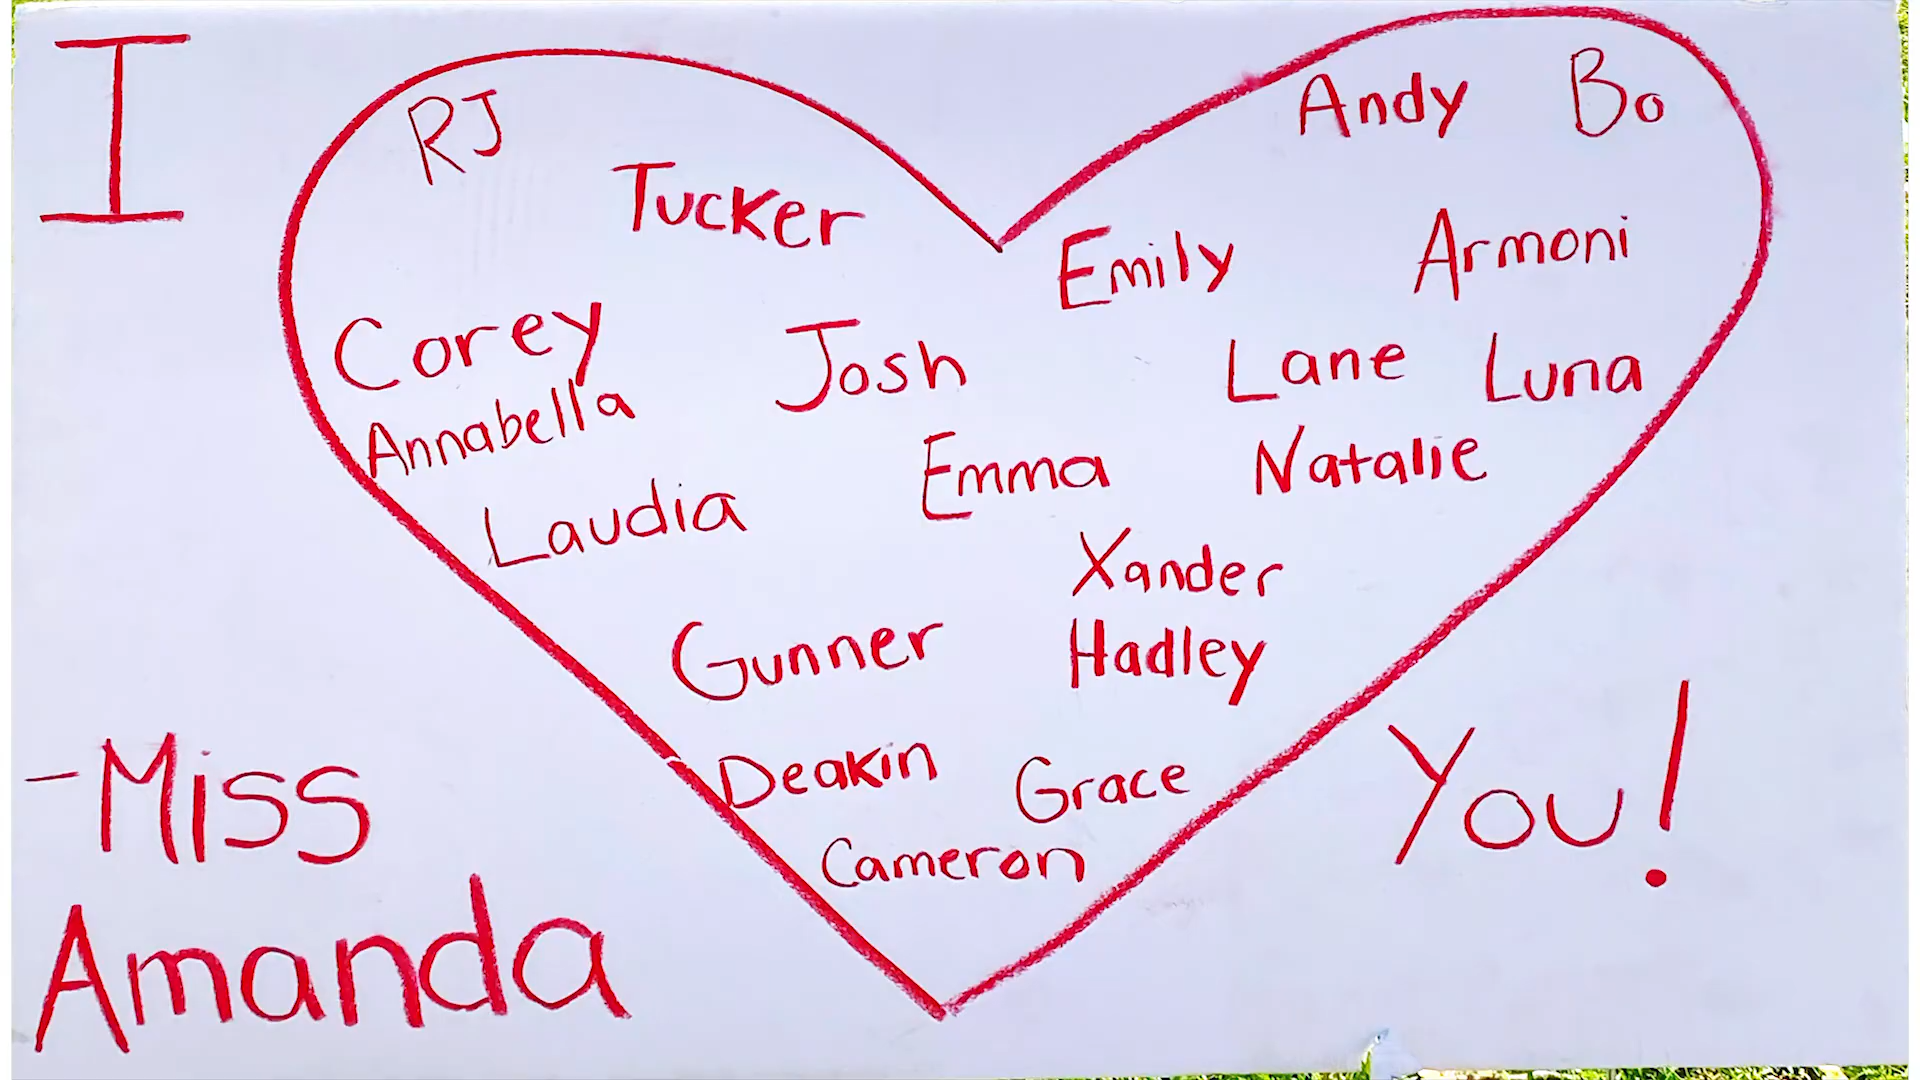 I
RJ
Andy Bo
Tucker
Emily Armoni
Corey Josh Lane Luna
Annabella
Emma Natalie
Laudia
Xander
Gunner Hadley
Deakin Grace
Cameron
You!
-Miss
Amanda